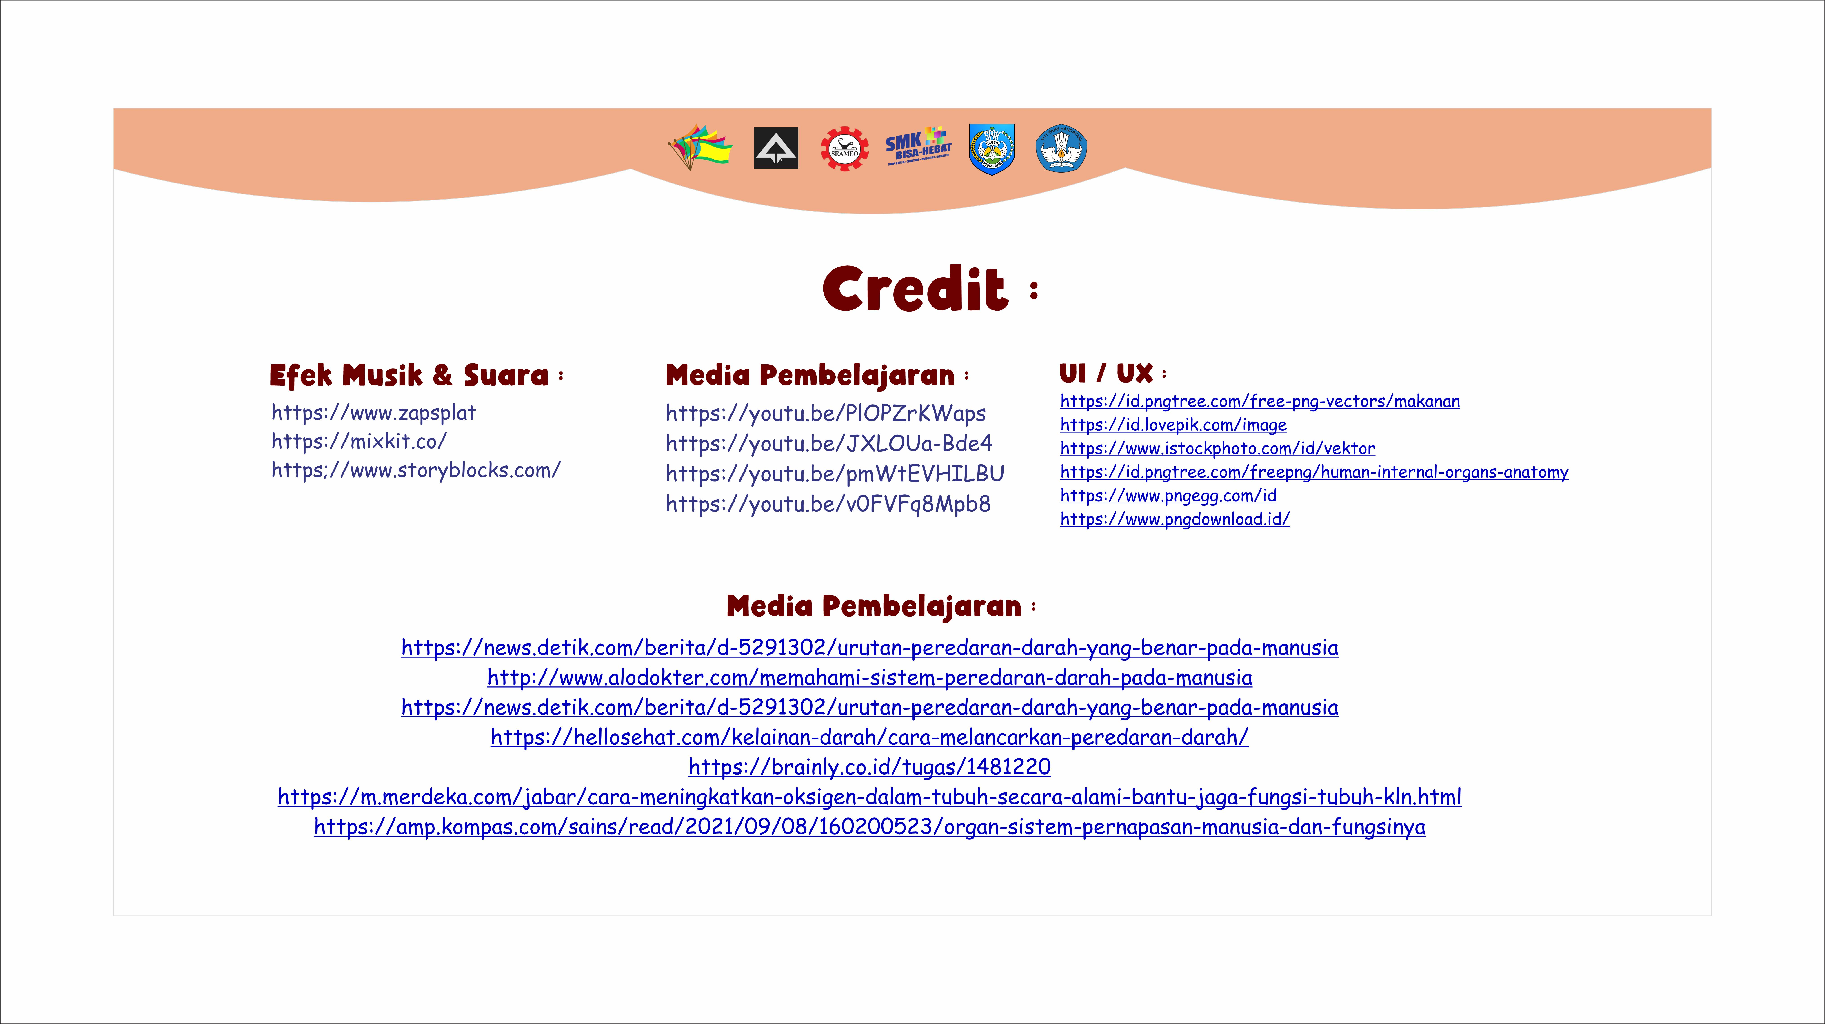 SEAMEO
SMK
BISA-HEBAT
Credit :
Efek Musik & Suara :
https://www.zapsplat
https://mixkit.co/
https;//www.storyblocks.com/
Media Pembelajaran :
https://youtu.be/PlOPZrKWaps
https://youtu.be/JXLOUa-Bde4
https://youtu.be/pmWtEVHILBU
https://youtu.be/v0FVFq8Mpb8
UI / UX :
https://id.pngtree.com/free-png-vectors/makanan
https://id.lovepik.com/image
https://www.istockphoto.com/id/vektor
https://id.pngtree.com/freepng/human-internal-organs-anatomy
https://www.pngegg.com/id
https://www.pngdownload.id/
Media Pembelajaran :
https://news.detik.com/berita/d-5291302/urutan-peredaran-darah-yang-benar-pada-manusia
http://www.alodokter.com/memahami-sistem-peredaran-darah-pada-manusia
https://news.detik.com/berita/d-5291302/urutan-peredaran-darah-yang-benar-pada-manusia
https://hellosehat.com/kelainan-darah/cara-melancarkan-peredaran-darah/
https://brainly.co.id/tugas/1481220
https://m.merdeka.com/jabar/cara-meningkatkan-oksigen-dalam-tubuh-secara-alami-bantu-jaga-fungsi-tubuh-kln.html
https://amp.kompas.com/sains/read/2021/09/08/160200523/organ-sistem-pernapasan-manusia-dan-fungsinya